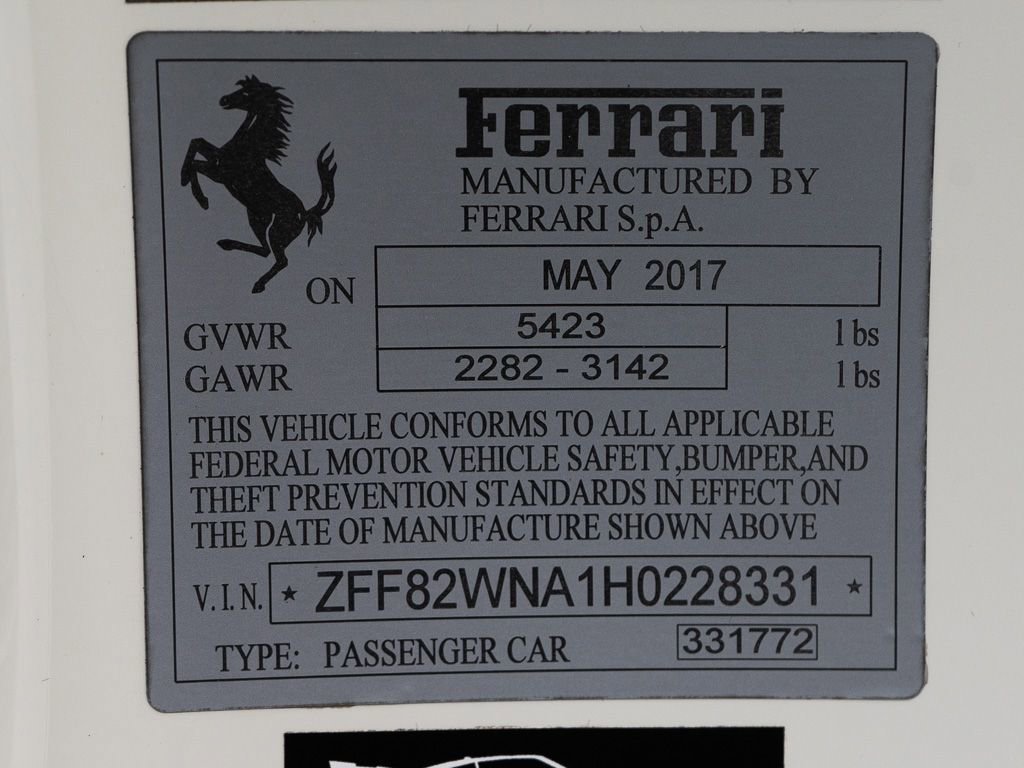 Ferrari
MANUFACTURED BY
FERRARI S.p.A.
ON MAY 2017
GVWR 5423 lbs
GAWR 2282 - 3142 lbs
THIS VEHICLE CONFORMS TO ALL APPLICABLE
FEDERAL MOTOR VEHICLE SAFETY,BUMPER,AND
THEFT PREVENTION STANDARDS IN EFFECT ON
THE DATE OF MANUFACTURE SHOWN ABOVE
V.I.N. * ZFF82WNA1H0228331 *
TYPE: PASSENGER CAR 331772